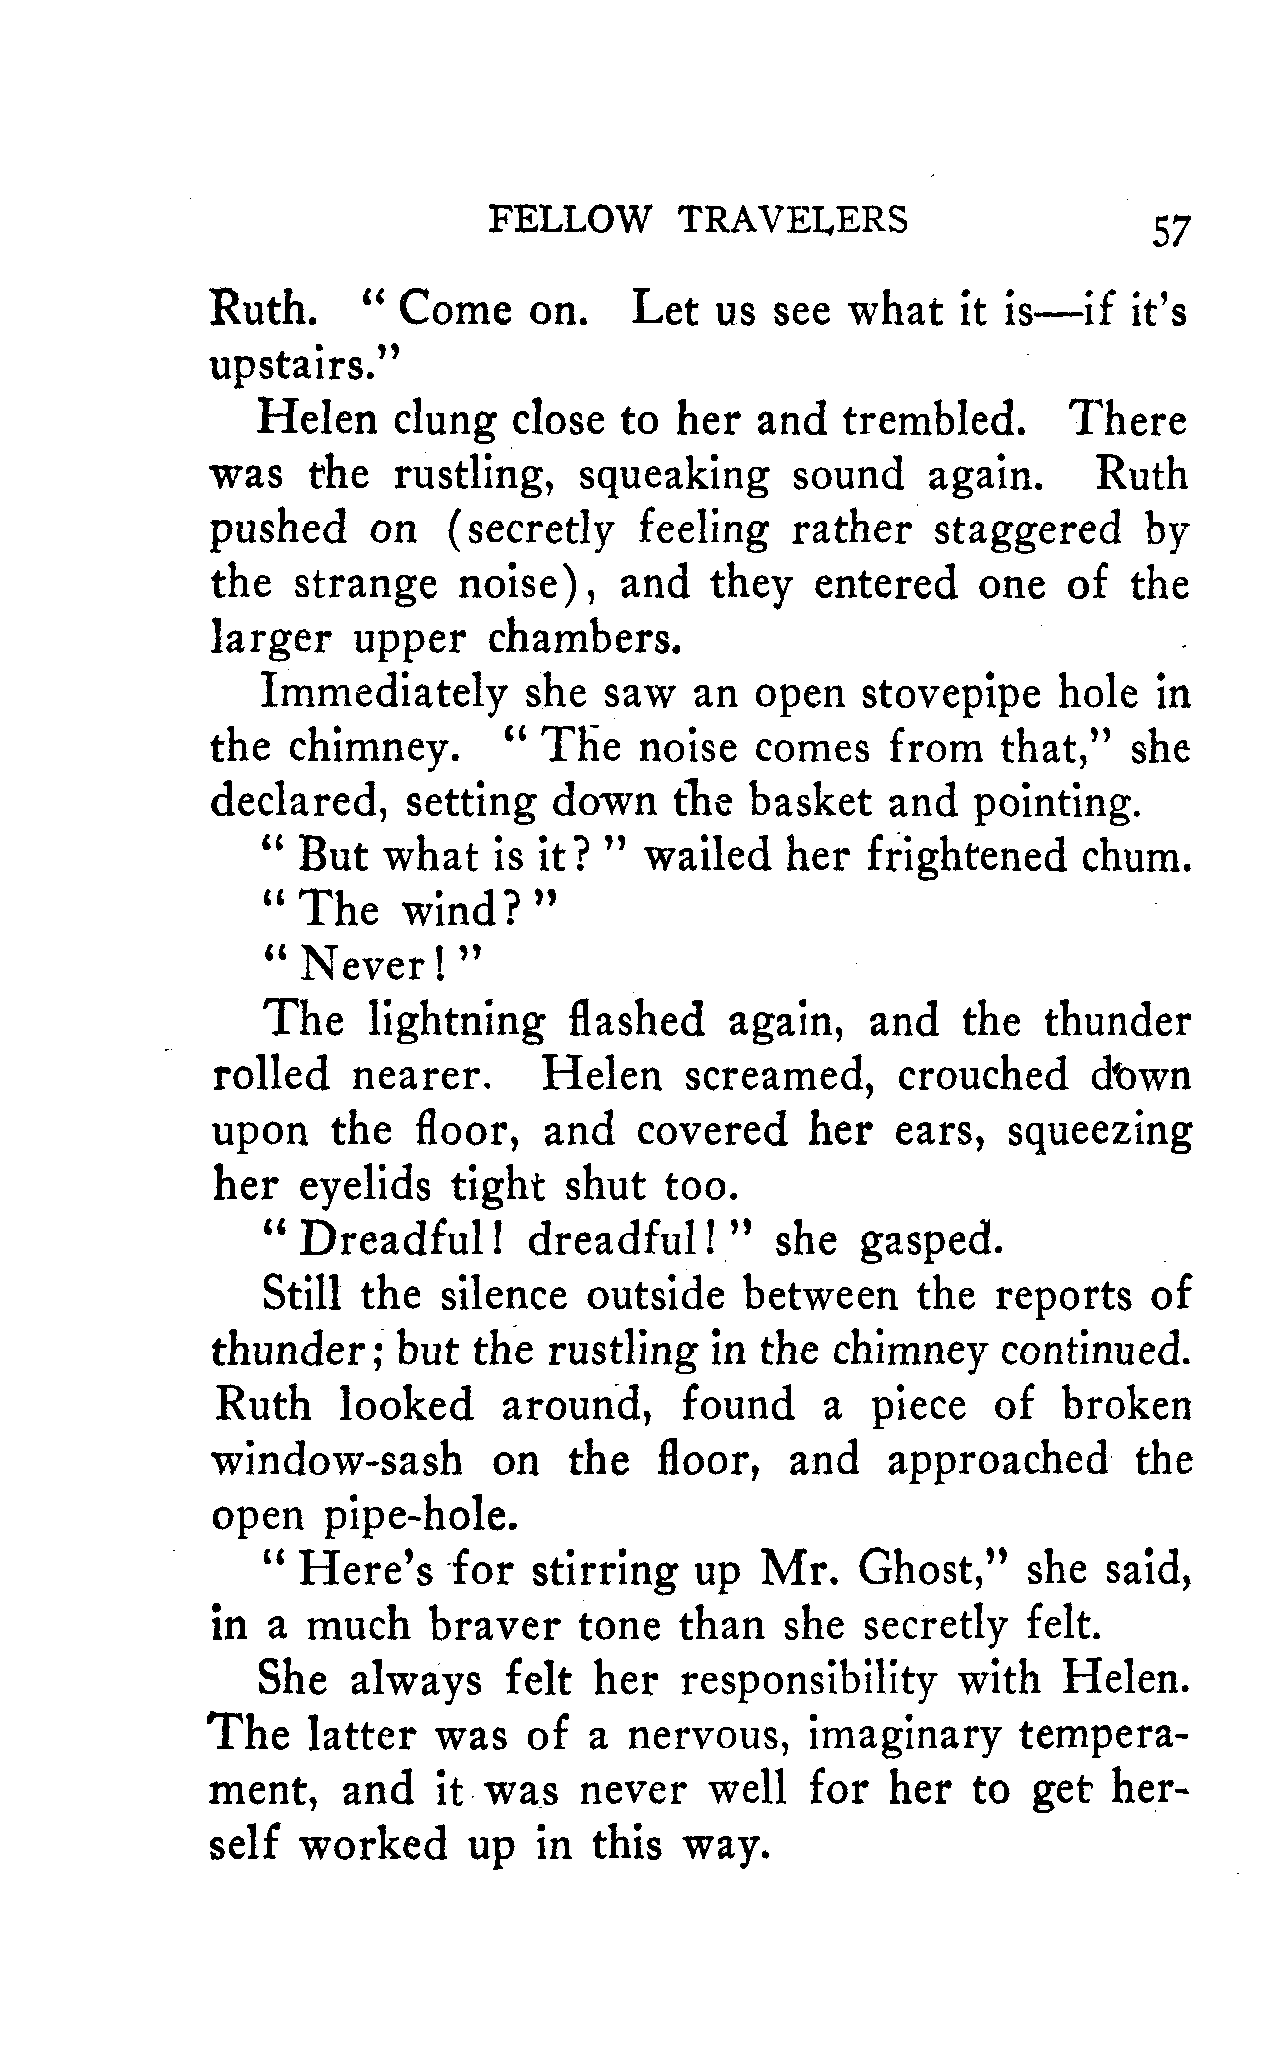 FELLOW TRAVELERS 57
Ruth. " Come on. Let us see what it is—if it's
upstairs."
Helen clung close to her and trembled. There
was the rustling, squeaking sound again. Ruth
pushed on (secretly feeling rather staggered by
the strange noise), and they entered one of the
larger upper chambers.
Immediately she saw an open stovepipe hole in
the chimney. " The noise comes from that," she
declared, setting down the basket and pointing.
" But what is it? " wailed her frightened chum.
" The wind? "
" Never! "
The lightning flashed again, and the thunder
rolled nearer. Helen screamed, crouched down
upon the floor, and covered her ears, squeezing
her eyelids tight shut too.
" Dreadful! dreadful! " she gasped.
Still the silence outside between the reports of
thunder; but the rustling in the chimney continued.
Ruth looked around, found a piece of broken
window-sash on the floor, and approached the
open pipe-hole.
" Here's for stirring up Mr. Ghost," she said,
in a much braver tone than she secretly felt.
She always felt her responsibility with Helen.
The latter was of a nervous, imaginary tempera-
ment, and it was never well for her to get her-
self worked up in this way.